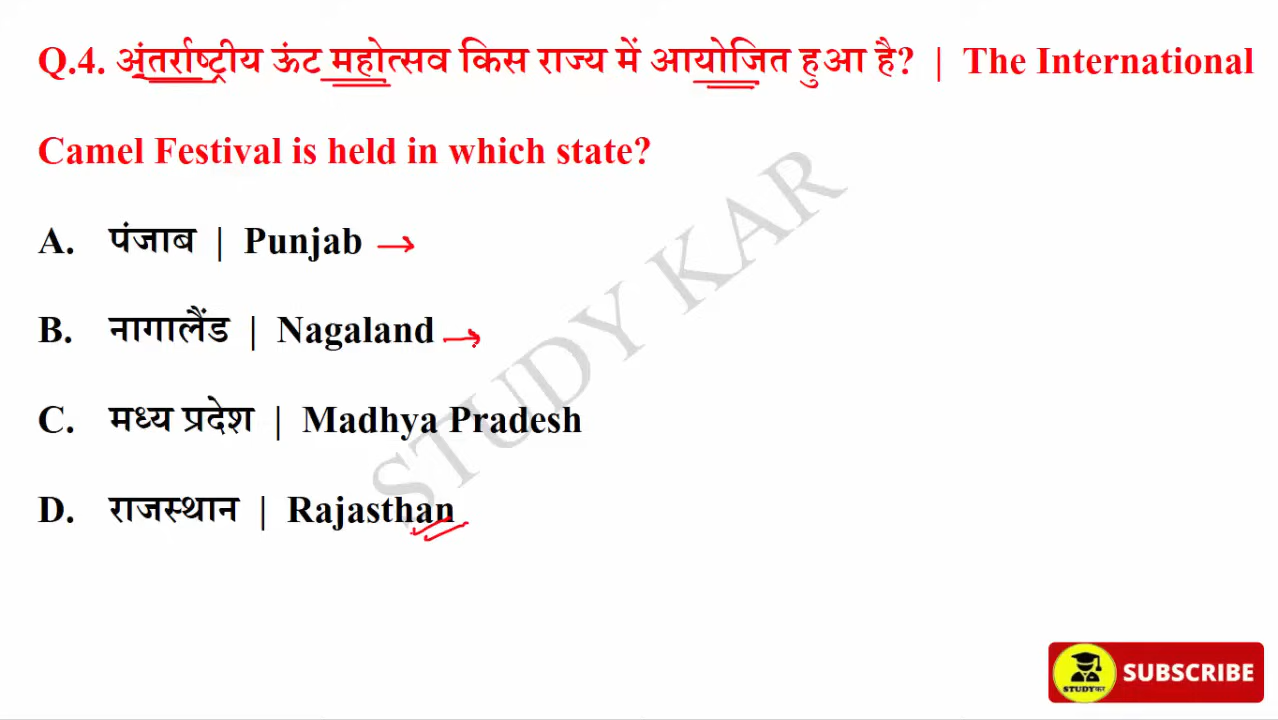 Q.4. अंतर्राष्ट्रीय ऊंट महोत्सव किस राज्य में आयोजित हुआ है? | The International
Camel Festival is held in which state?
A. पंजाब | Punjab
B. नागालैंड | Nagaland
C. मध्य प्रदेश | Madhya Pradesh
D. राजस्थान | Rajasthan
STUDY KAR
STUDYकर
SUBSCRIBE